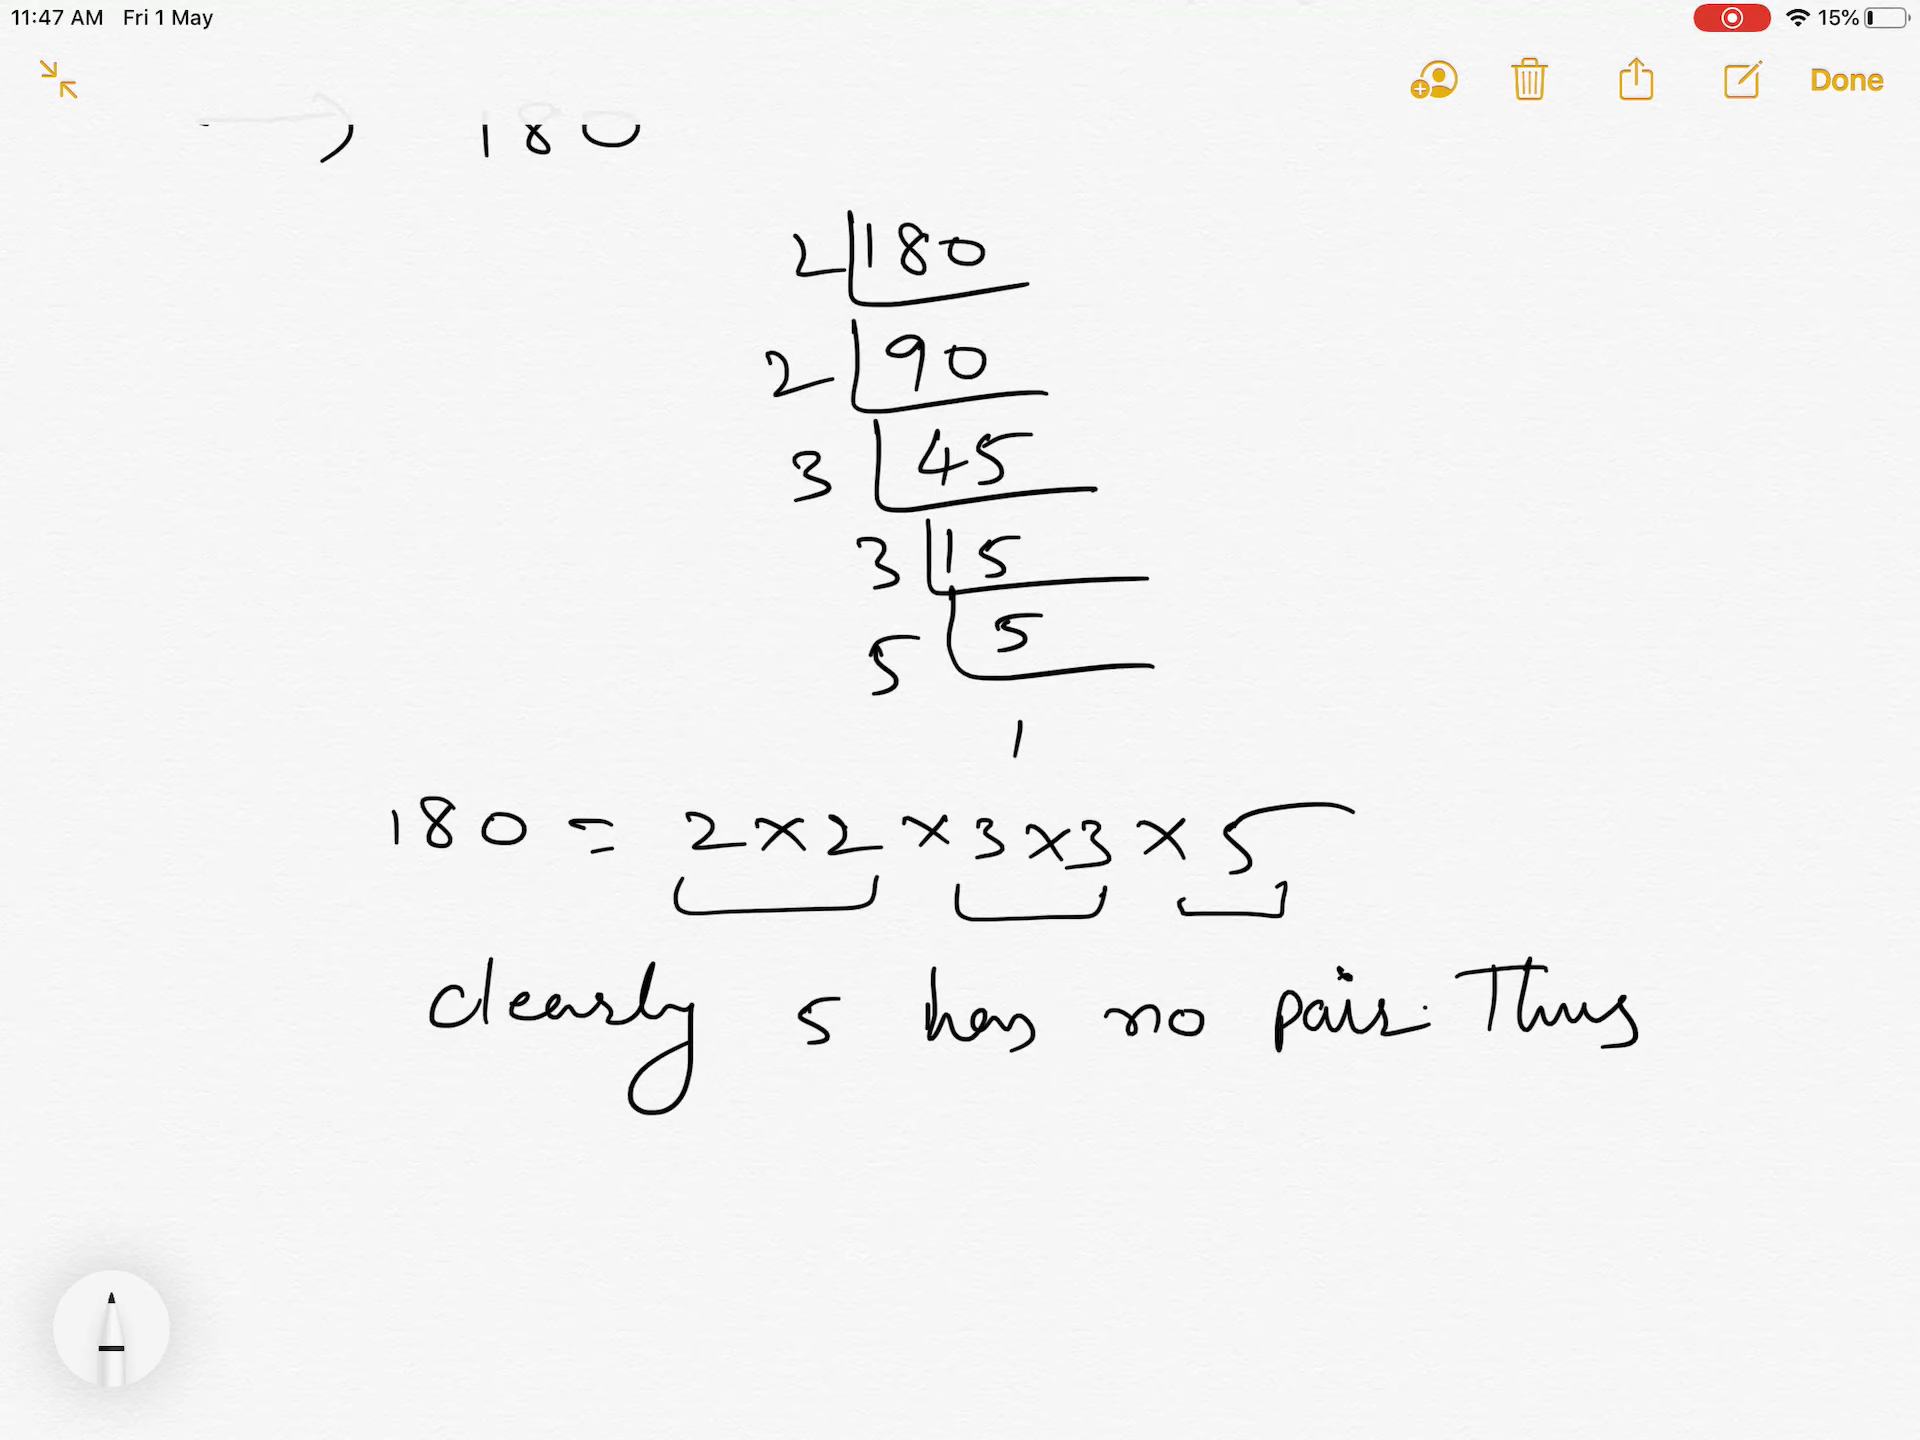 11:47 AM Fri 1 May 15%
Done
180
2 180
2 90
3 45
3 15
5 5
1
180 = 2 × 2 × 3 × 3 × 5
clearly 5 has no pair. Thus